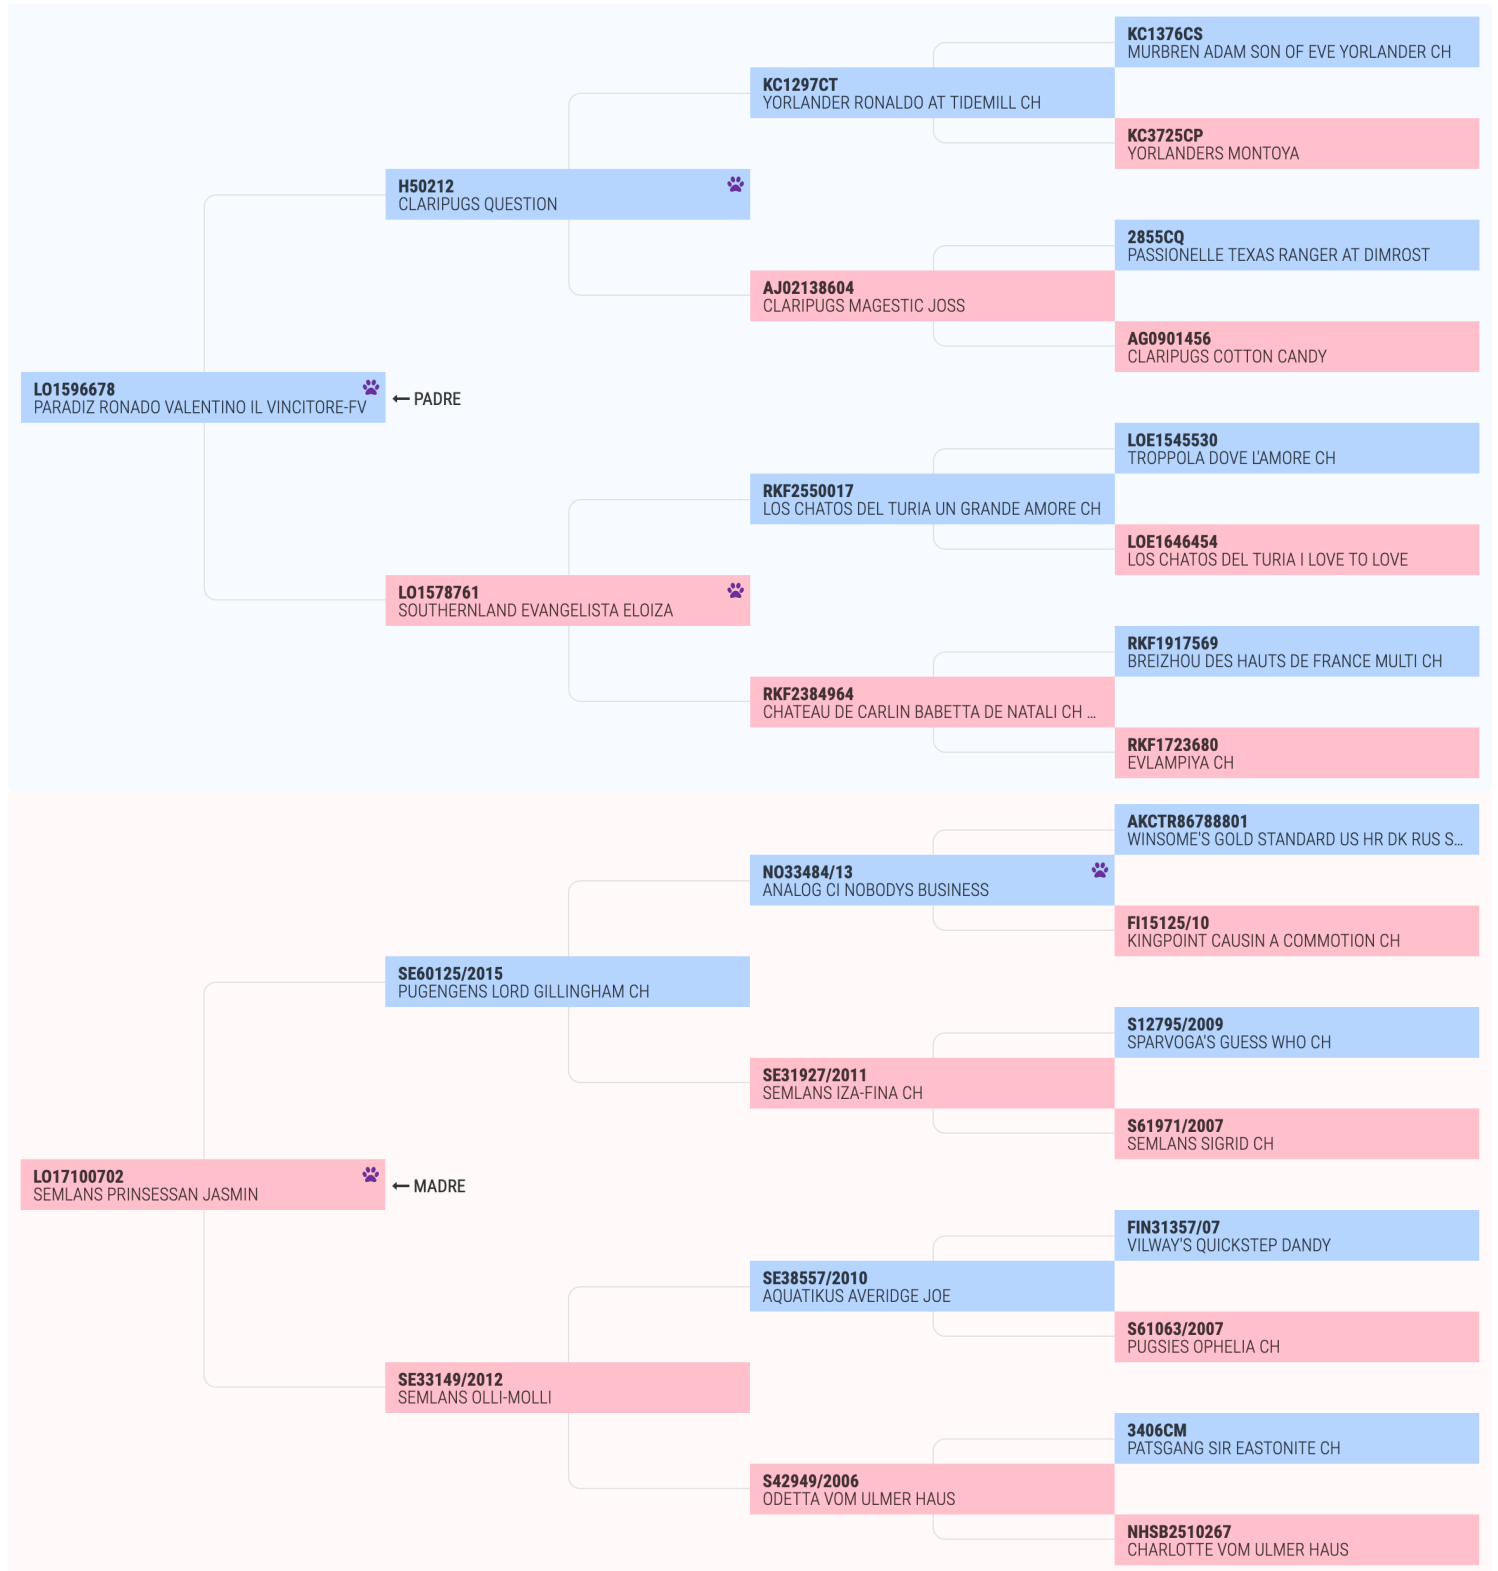 KC1376CS
MURBREN ADAM SON OF EVE YORLANDER CH
KC1297CT
YORLANDER RONALDO AT TIDEMILL CH
KC3725CP
YORLANDERS MONTOYA
H50212
CLARIPUGS QUESTION
2855CQ
PASSIONELLE TEXAS RANGER AT DIMROST
AJ02138604
CLARIPUGS MAGESTIC JOSS
AG0901456
CLARIPUGS COTTON CANDY
LO1596678
PARADIZ RONADO VALENTINO IL VINCITORE-FV
← PADRE
LOE1545530
TROPPOLA DOVE L'AMORE CH
RKF2550017
LOS CHATOS DEL TURIA UN GRANDE AMORE CH
LOE1646454
LOS CHATOS DEL TURIA I LOVE TO LOVE
LO1578761
SOUTHERNLAND EVANGELISTA ELOIZA
RKF1917569
BREIZHOU DES HAUTS DE FRANCE MULTI CH
RKF2384964
CHATEAU DE CARLIN BABETTA DE NATALI CH ...
RKF1723680
EVLAMPIYA CH
AKCTR86788801
WINSOME'S GOLD STANDARD US HR DK RUS S...
NO33484/13
ANALOG CI NOBODYS BUSINESS
FI15125/10
KINGPOINT CAUSIN A COMMOTION CH
SE60125/2015
PUGENGENS LORD GILLINGHAM CH
S12795/2009
SPARVOGA'S GUESS WHO CH
SE31927/2011
SEMLANS IZA-FINA CH
S61971/2007
SEMLANS SIGRID CH
LO17100702
SEMLANS PRINSESSAN JASMIN
← MADRE
FIN31357/07
VILWAY'S QUICKSTEP DANDY
SE38557/2010
AQUATIKUS AVERIDGE JOE
S61063/2007
PUGSIES OPHELIA CH
SE33149/2012
SEMLANS OLLI-MOLLI
3406CM
PATSGANG SIR EASTONITE CH
S42949/2006
ODETTA VOM ULMER HAUS
NHSB2510267
CHARLOTTE VOM ULMER HAUS